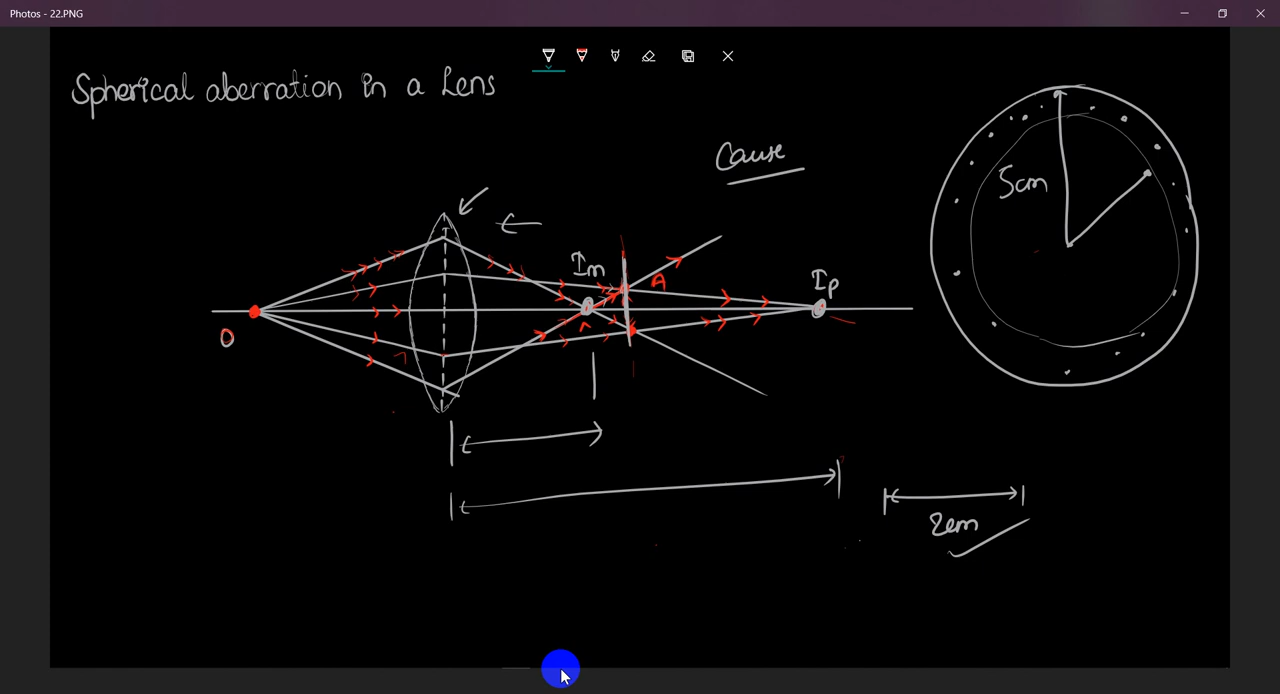 Photos - 22.PNG
Spherical aberration in a Lens
Cause
5cm
Im
Ip
A
O
A
2cm